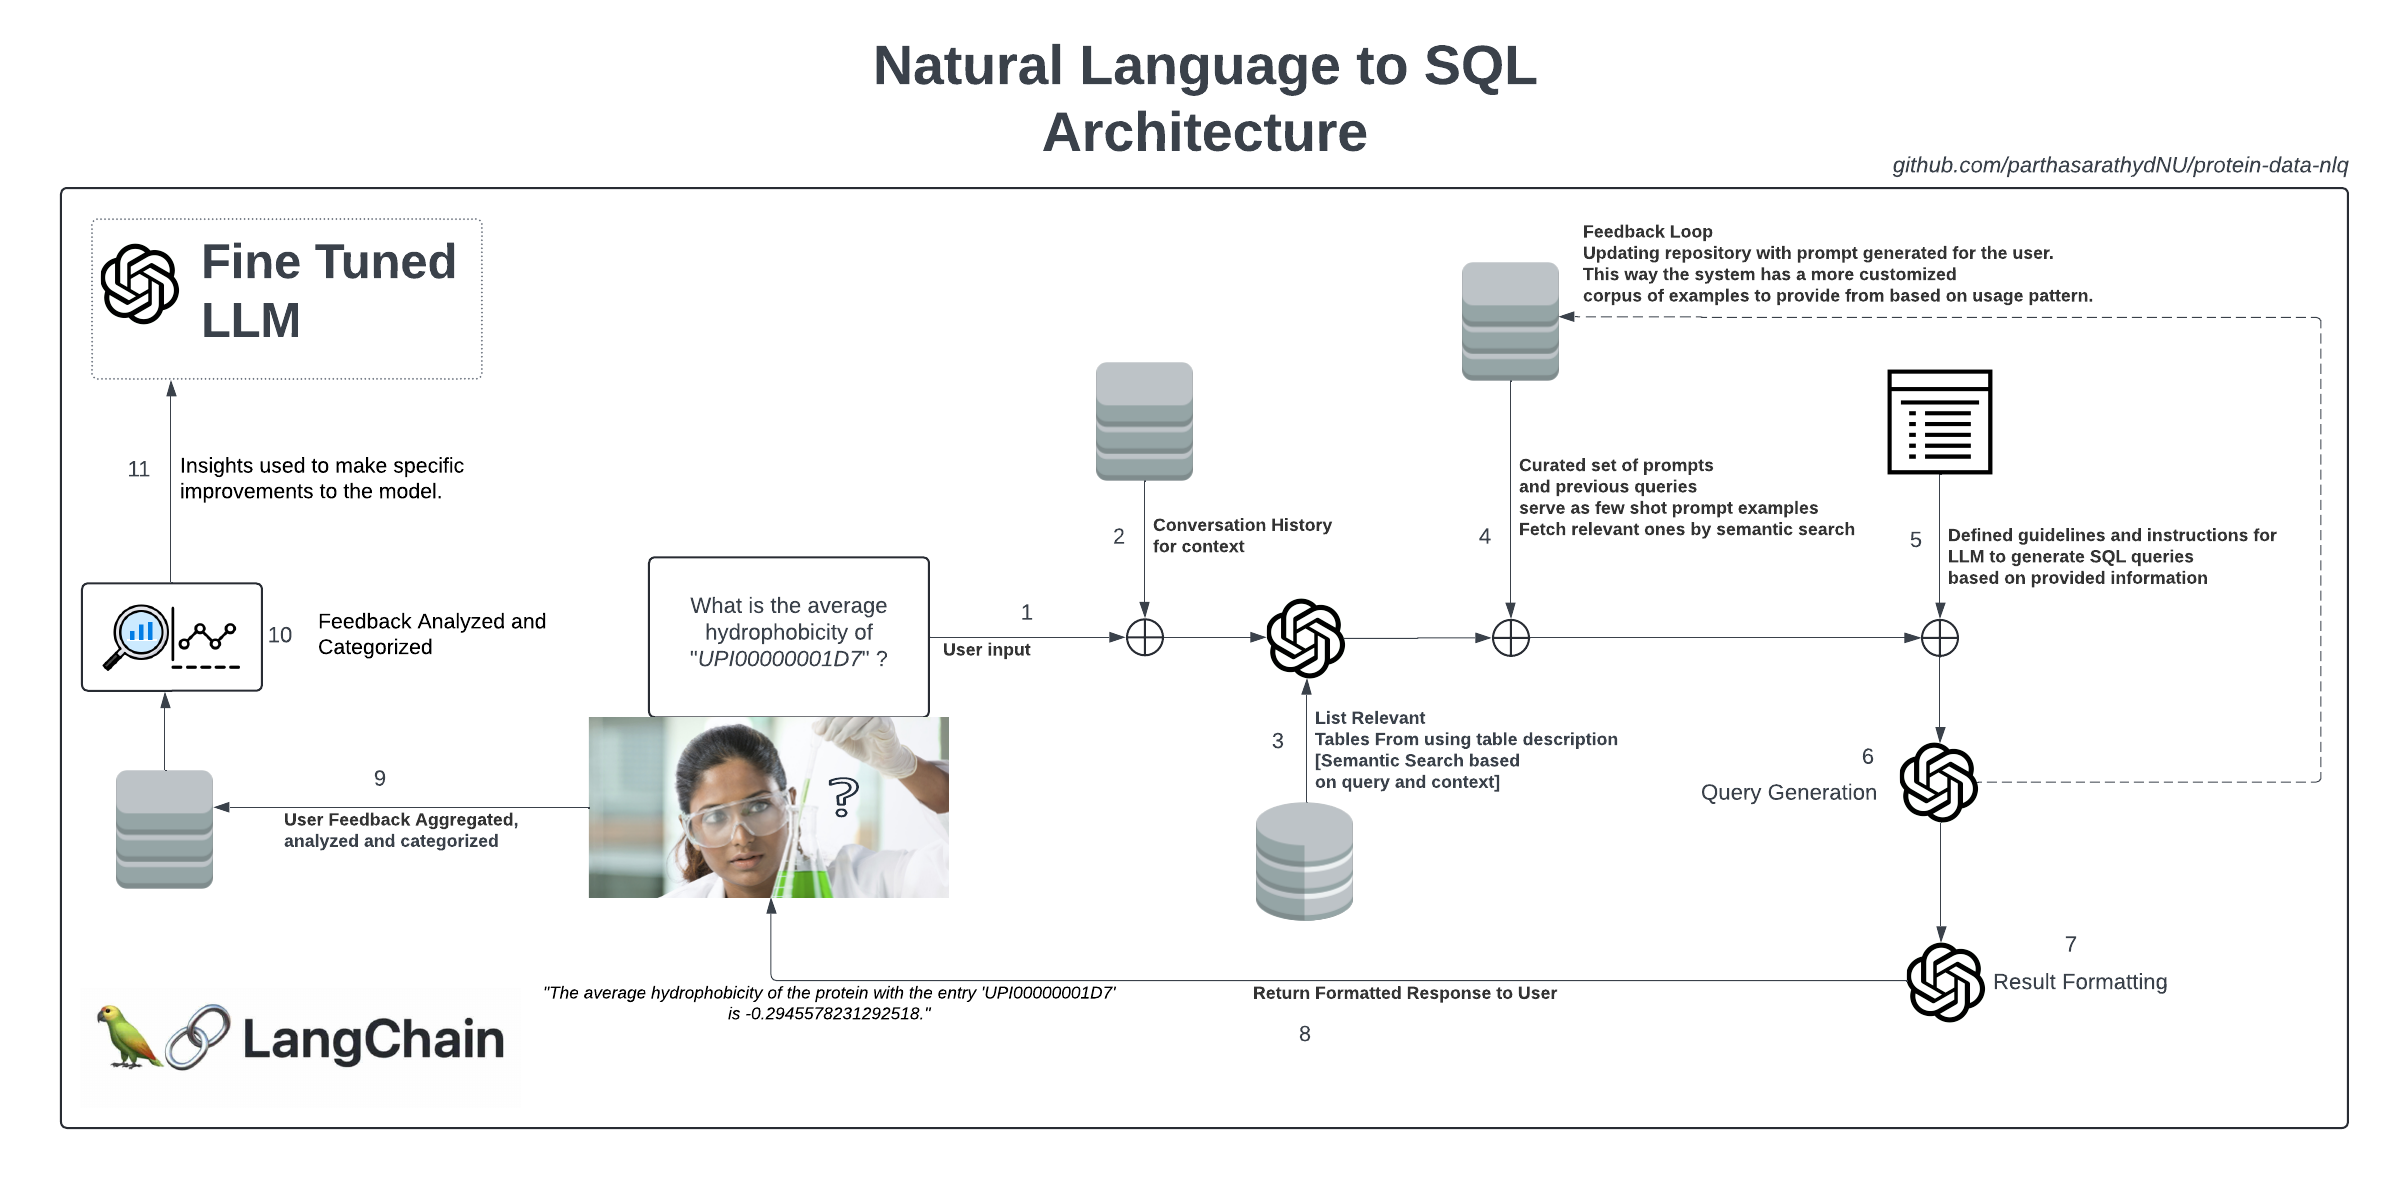 Natural Language to SQL
Architecture
github.com/parthasarathydNU/protein-data-nlq
Fine Tuned
LLM
Feedback Loop
Updating repository with prompt generated for the user.
This way the system has a more customized
corpus of examples to provide from based on usage pattern.
11
Insights used to make specific
improvements to the model.
2
Conversation History
for context
4
Curated set of prompts
and previous queries
serve as few shot prompt examples
Fetch relevant ones by semantic search
5
Defined guidelines and instructions for
LLM to generate SQL queries
based on provided information
10
Feedback Analyzed and
Categorized
What is the average
hydrophobicity of
"UPI00000001D7" ?
1
User input
3
List Relevant
Tables From using table description
[Semantic Search based
on query and context]
6
Query Generation
9
User Feedback Aggregated,
analyzed and categorized
?
7
Result Formatting
"The average hydrophobicity of the protein with the entry 'UPI00000001D7'
is -0.2945578231292518."
Return Formatted Response to User
8
LangChain